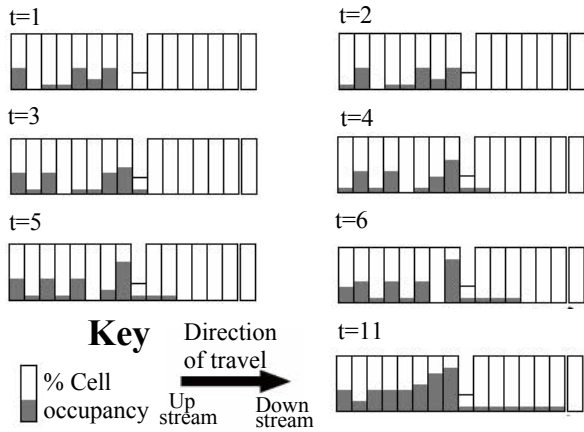 t=1
t=2
t=3
t=4
t=5
t=6
Key
Direction
of travel
t=11
% Cell
occupancy
Up
stream
Down
stream